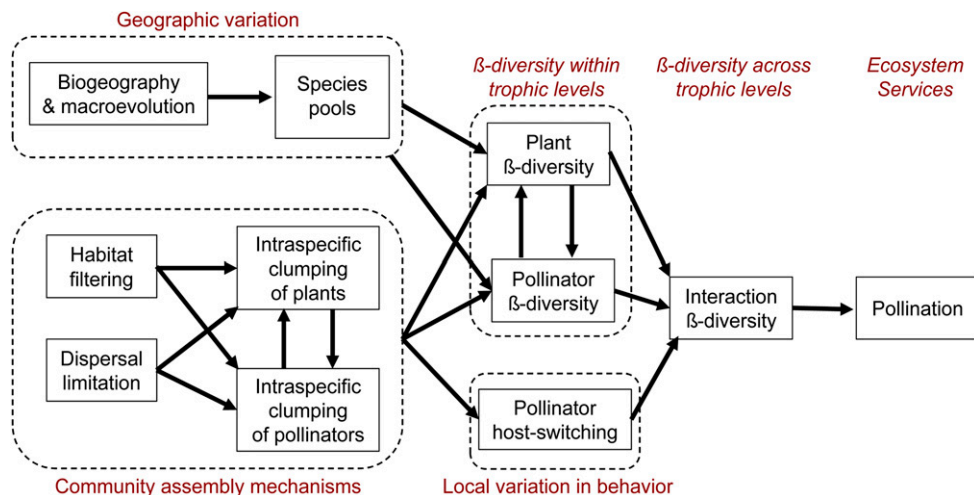 Geographic variation
Biogeography
& macroevolution
Species
pools
ß-diversity within
trophic levels
ß-diversity across
trophic levels
Ecosystem
Services
Plant
ß-diversity
Habitat
filtering
Intraspecific
clumping
of plants
Pollinator
ß-diversity
Interaction
ß-diversity
Pollination
Dispersal
limitation
Intraspecific
clumping
of pollinators
Pollinator
host-switching
Community assembly mechanisms
Local variation in behavior